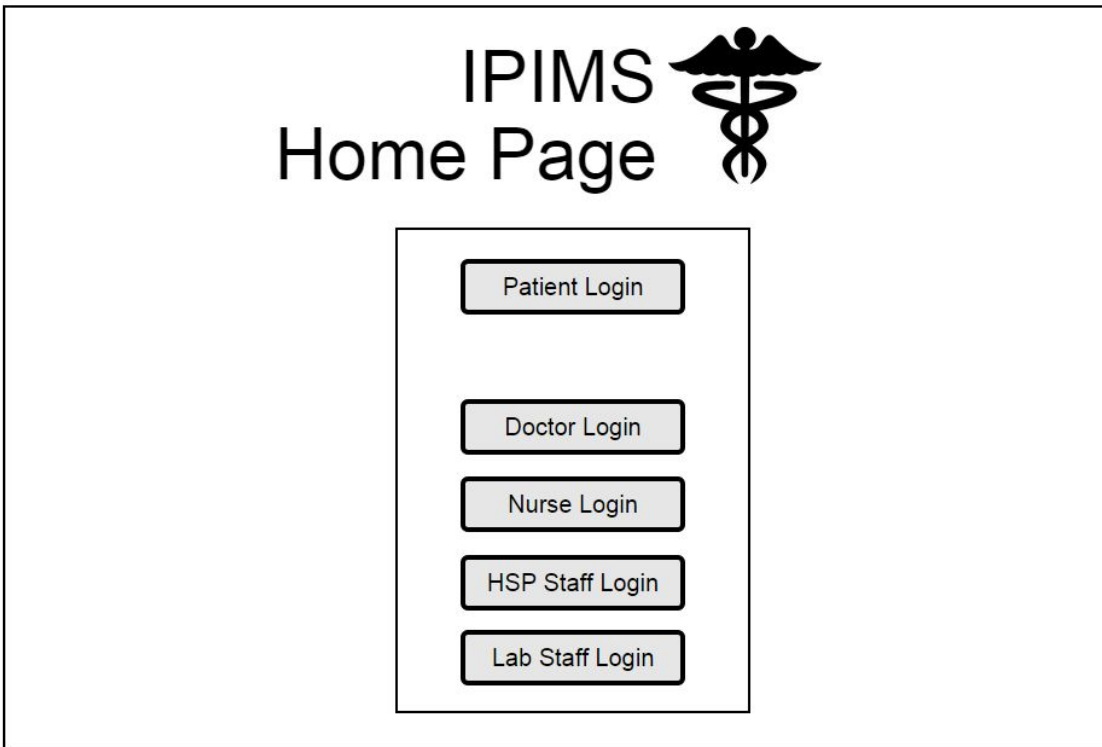 IPIMS
Home Page
Patient Login
Doctor Login
Nurse Login
HSP Staff Login
Lab Staff Login